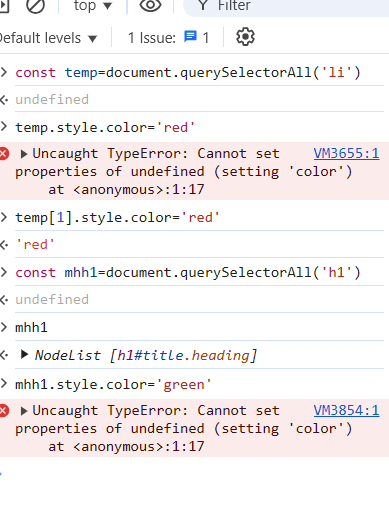 top ▼ Filter
Default levels ▼ 1 Issue: 1
> const temp=document.querySelectorAll('li')
undefined
> temp.style.color='red'
▶Uncaught TypeError: Cannot set VM3655:1
properties of undefined (setting 'color')
at <anonymous>:1:17
> temp[1].style.color='red'
'red'
> const mhh1=document.querySelectorAll('h1')
undefined
> mhh1
▶ NodeList [h1#title.heading]
> mhh1.style.color='green'
▶Uncaught TypeError: Cannot set VM3854:1
properties of undefined (setting 'color')
at <anonymous>:1:17